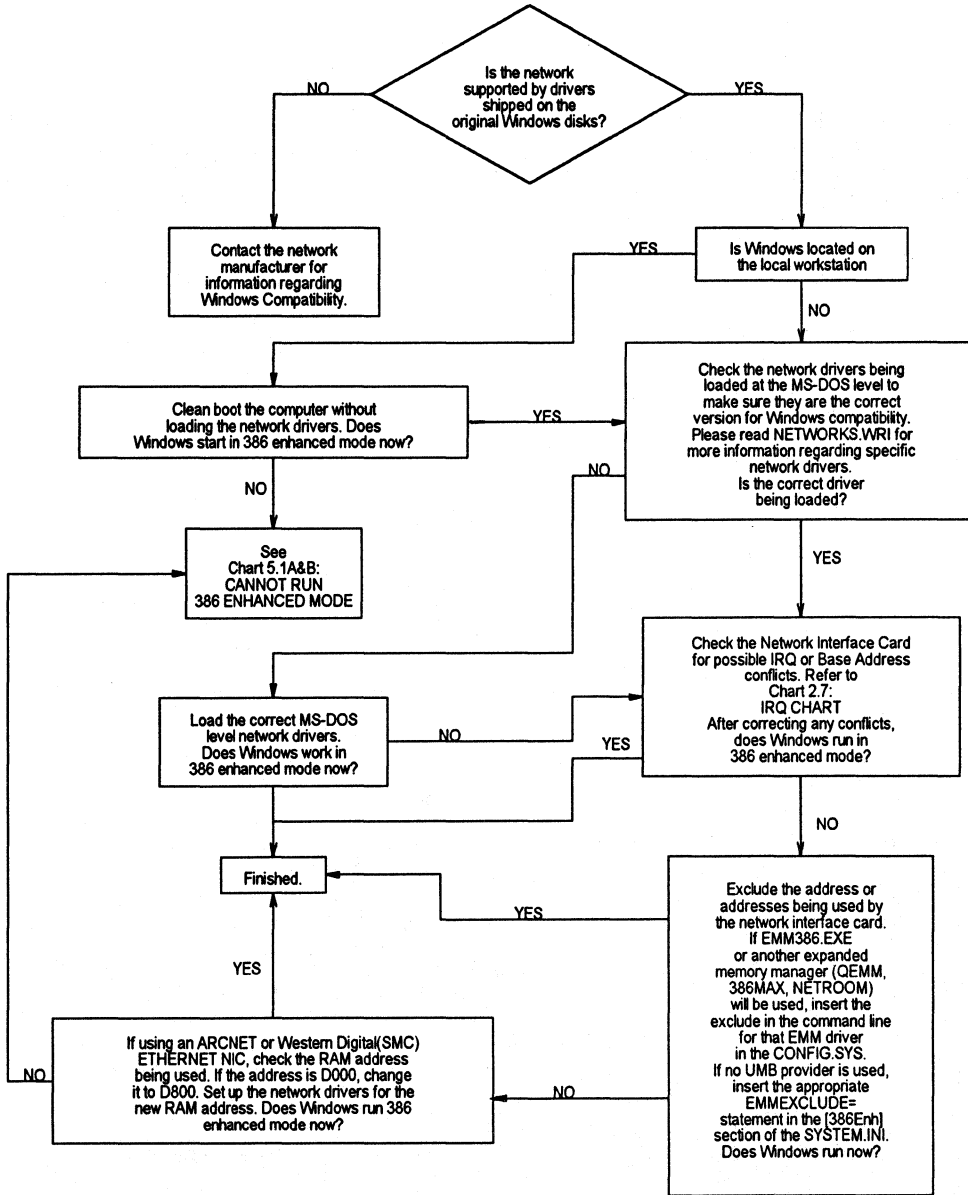 Is the network
supported by drivers
shipped on the
original Windows disks?
NO
YES
Contact the network
manufacturer for
information regarding
Windows Compatibility.
YES
Is Windows located on
the local workstation
NO
Clean boot the computer without
loading the network drivers. Does
Windows start in 386 enhanced mode now?
YES
Check the network drivers being
loaded at the MS-DOS level to
make sure they are the correct
version for Windows compatibility.
Please read NETWORKS.WRI for
more information regarding specific
network drivers.
Is the correct driver
being loaded?
NO
NO
YES
See
Chart 5.1A&B:
CANNOT RUN
386 ENHANCED MODE
Check the Network Interface Card
for possible IRQ or Base Address
conflicts. Refer to
Chart 2.7:
IRQ CHART
After correcting any conflicts,
does Windows run in
386 enhanced mode?
Load the correct MS-DOS
level network drivers.
Does Windows work in
386 enhanced mode now?
NO
YES
NO
Finished.
YES
YES
Exclude the address or
addresses being used by
the network interface card.
If EMM386.EXE
or another expanded
memory manager (QEMM,
386MAX, NETROOM)
will be used, insert the
exclude in the command line
for that EMM driver
in the CONFIG.SYS.
If no UMB provider is used,
insert the appropriate
EMMEXCLUDE=
statement in the [386Enh]
section of the SYSTEM.INI.
Does Windows run now?
If using an ARCNET or Western Digital(SMC)
ETHERNET NIC, check the RAM address
being used. If the address is D000, change
it to D800. Set up the network drivers for the
new RAM address. Does Windows run 386
enhanced mode now?
NO
NO